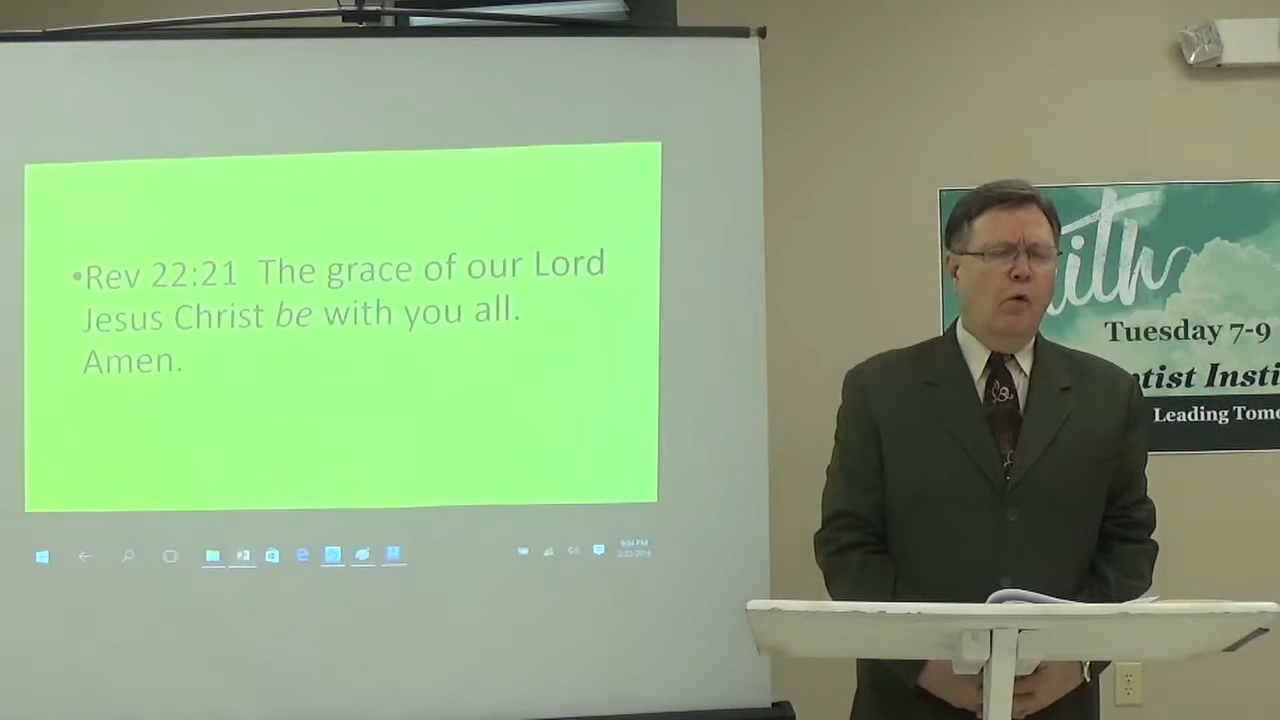 •Rev 22:21 The grace of our Lord
Jesus Christ be with you all.
Amen.
ith
Tuesday 7-9
tist Insti
Leading Tom